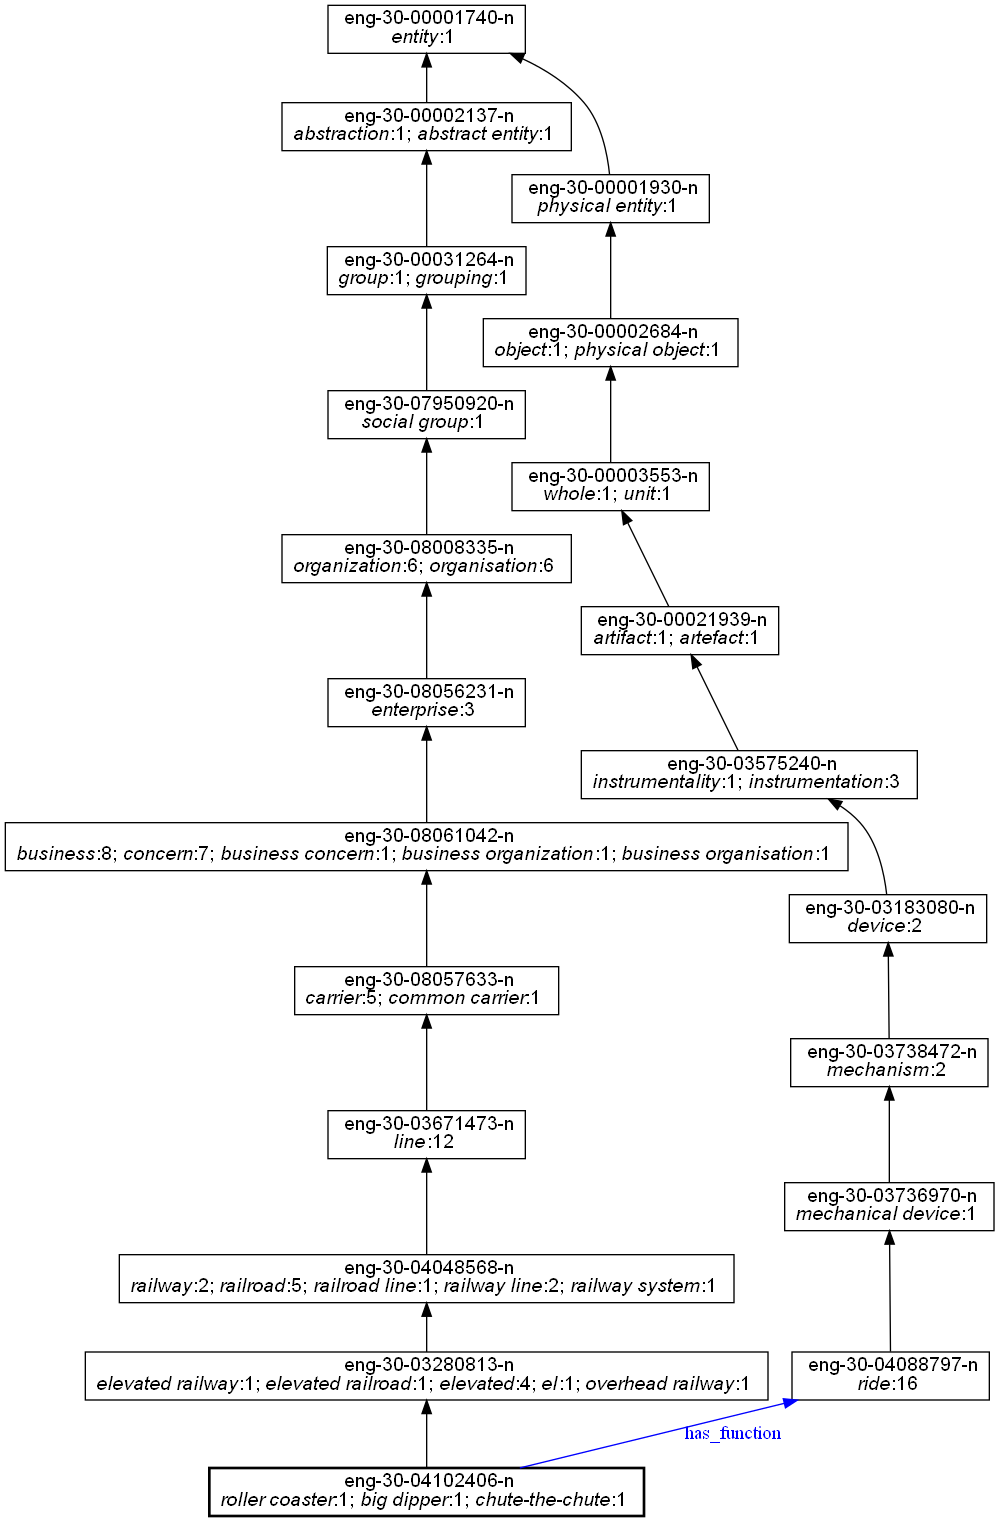 eng-30-00001740-n
entity:1
eng-30-00002137-n
abstraction:1; abstract entity:1
eng-30-00001930-n
physical entity:1
eng-30-00031264-n
group:1; grouping:1
eng-30-00002684-n
object:1; physical object:1
eng-30-07950920-n
social group:1
eng-30-00003553-n
whole:1; unit:1
eng-30-08008335-n
organization:6; organisation:6
eng-30-00021939-n
artifact:1; artefact:1
eng-30-08056231-n
enterprise:3
eng-30-03575240-n
instrumentality:1; instrumentation:3
eng-30-08061042-n
business:8; concern:7; business concern:1; business organization:1; business organisation:1
eng-30-03183080-n
device:2
eng-30-08057633-n
carrier:5; common carrier:1
eng-30-03738472-n
mechanism:2
eng-30-03671473-n
line:12
eng-30-03736970-n
mechanical device:1
eng-30-04048568-n
railway:2; railroad:5; railroad line:1; railway line:2; railway system:1
eng-30-03280813-n
elevated railway:1; elevated railroad:1; elevated:4; el:1; overhead railway:1
eng-30-04088797-n
ride:16
has_function
eng-30-04102406-n
roller coaster:1; big dipper:1; chute-the-chute:1